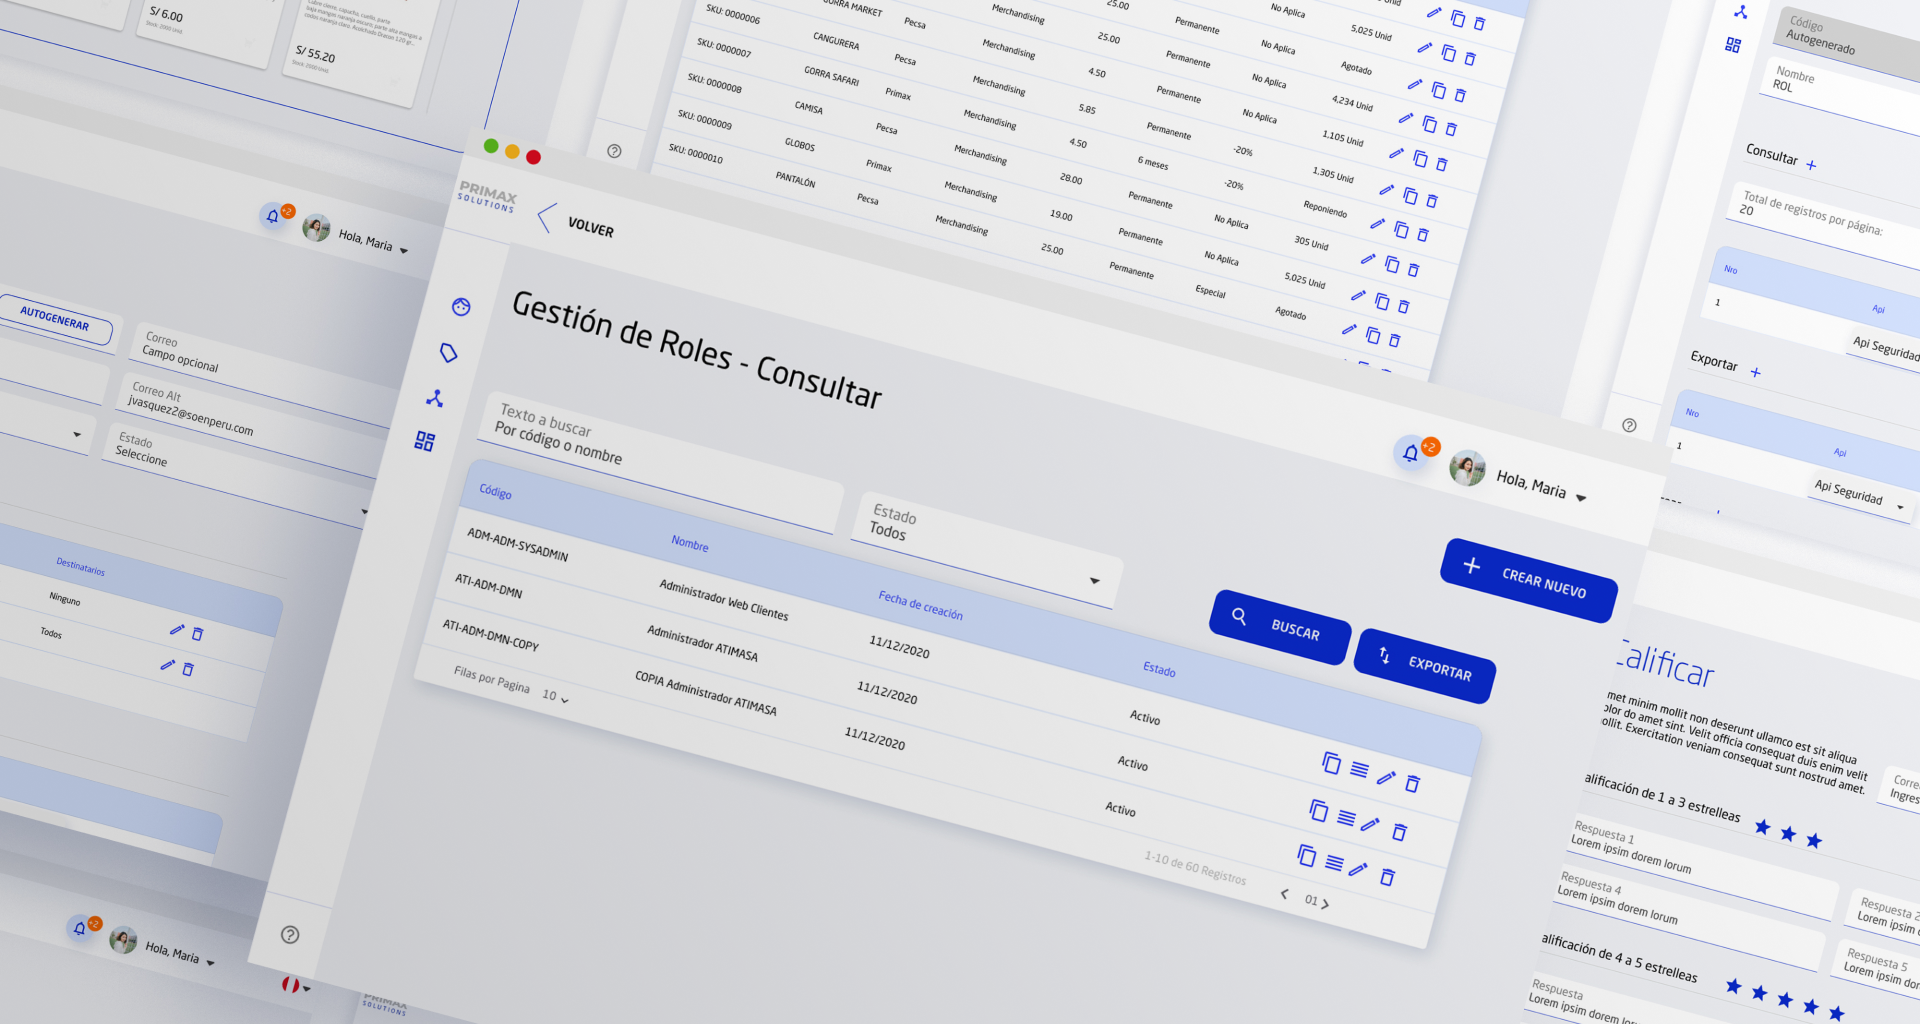 S/ 6.00
Stock: 2000 Unid.
S/ 55.20
Stock: 2000 Unid.
+2
Hola, Maria
AUTOGENERAR
Correo
Campo opcional
Correo Alt
jvasquez2@soenperu.com
Estado
Seleccione
Destinatarios
Ninguno
Todos
+2
Hola, Maria
SKU: 0000006 GORRA MARKET Pecsa Merchandising 25.00 Permanente No Aplica 5,025 Unid
SKU: 0000007 CANGURERA Pecsa Merchandising 25.00 Permanente No Aplica Agotado
SKU: 0000008 GORRA SAFARI Primax Merchandising 4.50 Permanente No Aplica 4,234 Unid
SKU: 0000009 CAMISA Pecsa Merchandising 5.85 Permanente No Aplica 1,105 Unid
SKU: 0000010 GLOBOS Primax Merchandising 4.50 6 meses -20% 1,305 Unid
PANTALÓN Pecsa Merchandising 28.00 Permanente -20% Reponiendo
Merchandising 19.00 Permanente No Aplica 305 Unid
25.00 Permanente No Aplica 5,025 Unid
Especial Agotado
PRIMAX
SOLUTIONS
VOLVER
+2
Hola, Maria
Gestión de Roles - Consultar
CREAR NUEVO
Texto a buscar
Por código o nombre
Estado
Todos
BUSCAR
EXPORTAR
Código Nombre Fecha de creación Estado
ADM-ADM-SYSADMIN Administrador Web Clientes 11/12/2020 Activo
ATI-ADM-DMN Administrador ATIMASA 11/12/2020 Activo
ATI-ADM-DMN-COPY COPIA Administrador ATIMASA 11/12/2020 Activo
Filas por Pagina 10
1-10 de 60 Registros
01
PRIMAX
SOLUTIONS
Código
Autogenerado
Nombre
ROL
Consultar +
Total de registros por página:
20
Nro Api
1 Api Seguridad
Exportar +
Nro Api
1 Api Seguridad
Calificar
met minim mollit non deserunt ullamco est sit aliqua
olor do amet sint. Velit officia consequat duis enim velit
ollit. Exercitation veniam consequat sunt nostrud amet.
Corre
Ingres
alificación de 1 a 3 estrelleas
Respuesta 1
Lorem ipsim dorem lorum
Respuesta 2
Lorem ipsim
Respuesta 4
Lorem ipsim dorem lorum
Respuesta 5
Lorem ipsim
alificación de 4 a 5 estrelleas
Respuesta
Lorem ipsim dorem lor